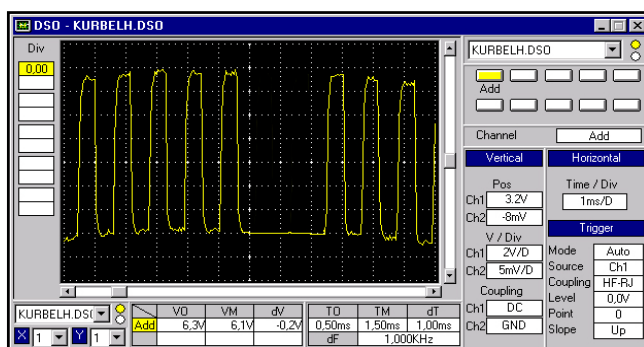 DSO - KURBELH.DSO
Div
0,00
KURBELH.DSO
Add
Channel Add
Vertical Horizontal
Pos Time / Div
Ch1 3.2V 1ms/D
Ch2 -8mV
Trigger
V / Div Mode Auto
Ch1 2V/D Source Ch1
Ch2 5mV/D Coupling HF-RJ
Coupling Level 0,0V
Ch1 DC Point 0
Ch2 GND Slope Up
KURBELH.DS
V0 VM dV T0 TM dT
Add 6,3V 6,1V -0,2V 0,50ms 1,50ms 1,00ms
X 1 Y 1 dF 1,000KHz